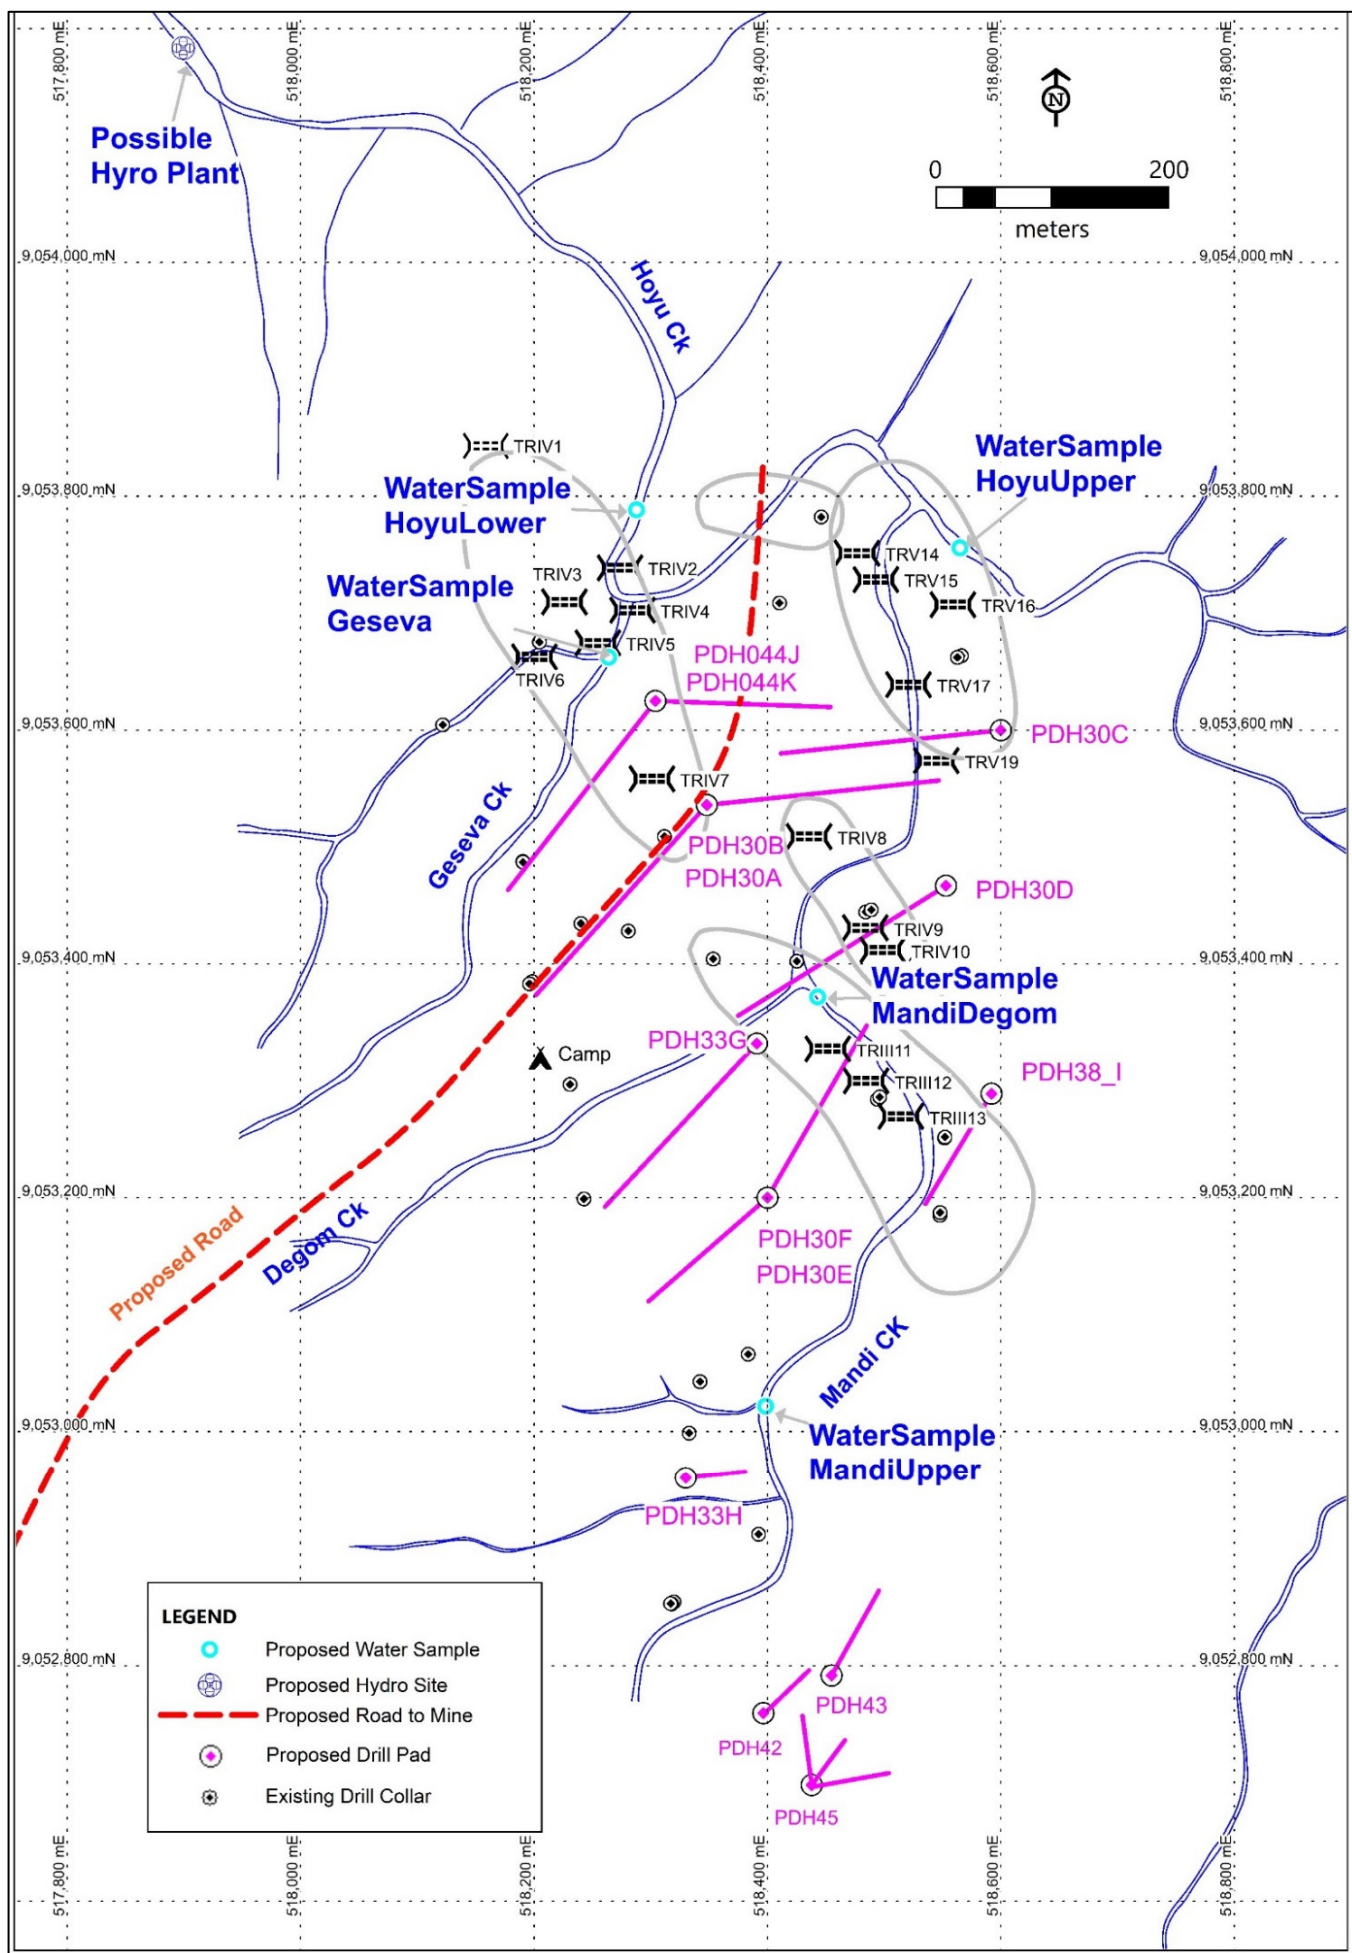 517,800 mE
518,000 mE
518,200 mE
518,400 mE
518,600 mE
518,800 mE
N
Possible
Hyro Plant
0 200
meters
9,054,000 mN
9,054,000 mN
Hoyu Ck
TRIV1
WaterSample
HoyuUpper
WaterSample
HoyuLower
9,053,800 mN
9,053,800 mN
TRIV2
TRV14
TRIV3
WaterSample
Geseva
TRV15
TRIV4
TRV16
TRIV5
PDH044J
TRIV6
PDH044K
TRV17
9,053,600 mN
9,053,600 mN
PDH30C
TRV19
TRIV7
Geseva Ck
PDH30B
PDH30A
TRIV8
PDH30D
TRIV9
TRIV10
9,053,400 mN
9,053,400 mN
WaterSample
MandiDegom
PDH33G
Camp
TRIII11
PDH38_I
TRIII12
TRIII13
9,053,200 mN
9,053,200 mN
Proposed Road
Degom Ck
PDH30F
PDH30E
Mandi CK
9,053,000 mN
9,053,000 mN
WaterSample
MandiUpper
PDH33H
LEGEND
Proposed Water Sample
Proposed Hydro Site
Proposed Road to Mine
Proposed Drill Pad
Existing Drill Collar
9,052,800 mN
9,052,800 mN
PDH43
PDH42
PDH45
517,800 mE
518,000 mE
518,200 mE
518,400 mE
518,600 mE
518,800 mE